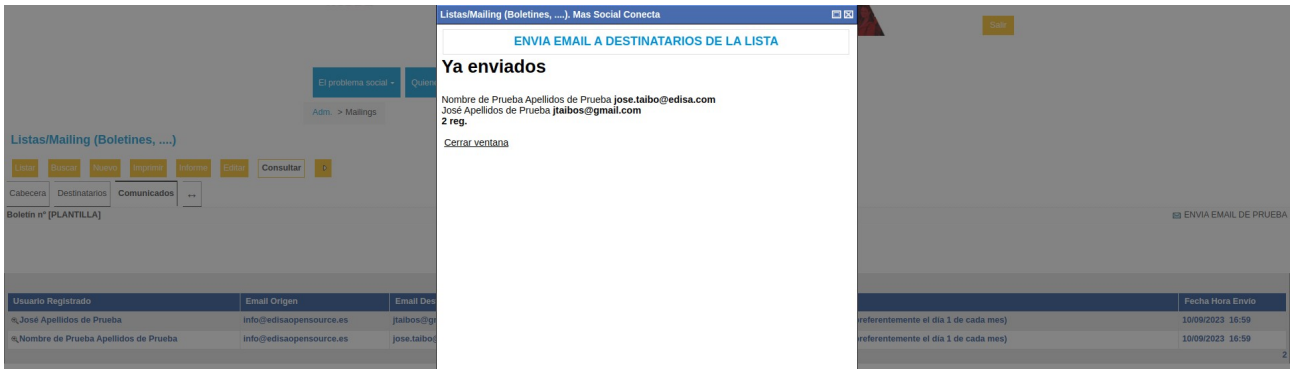 Listas/Mailing (Boletines, ....). Mas Social Conecta
ENVIA EMAIL A DESTINATARIOS DE LA LISTA
Ya enviados
Nombre de Prueba Apellidos de Prueba jose.taibo@edisa.com
José Apellidos de Prueba jtaibos@gmail.com
2 reg.
Cerrar ventana
Salir
El problema social
Adm. > Mailings
Listas/Mailing (Boletines, ....)
Listar Buscar Nuevo Imprimir Informe Editar Consultar
Cabecera Destinatarios Comunicados
Boletin nº [PLANTILLA]
ENVIA EMAIL DE PRUEBA
Usuario Registrado Email Origen Email Fecha Hora Envio
José Apellidos de Prueba info@edisaopensource.es el dia 1 de cada mes) 10/09/2023 16:59
Nombre de Prueba Apellidos de Prueba info@edisaopensource.es el dia 1 de cada mes) 10/09/2023 16:59
2